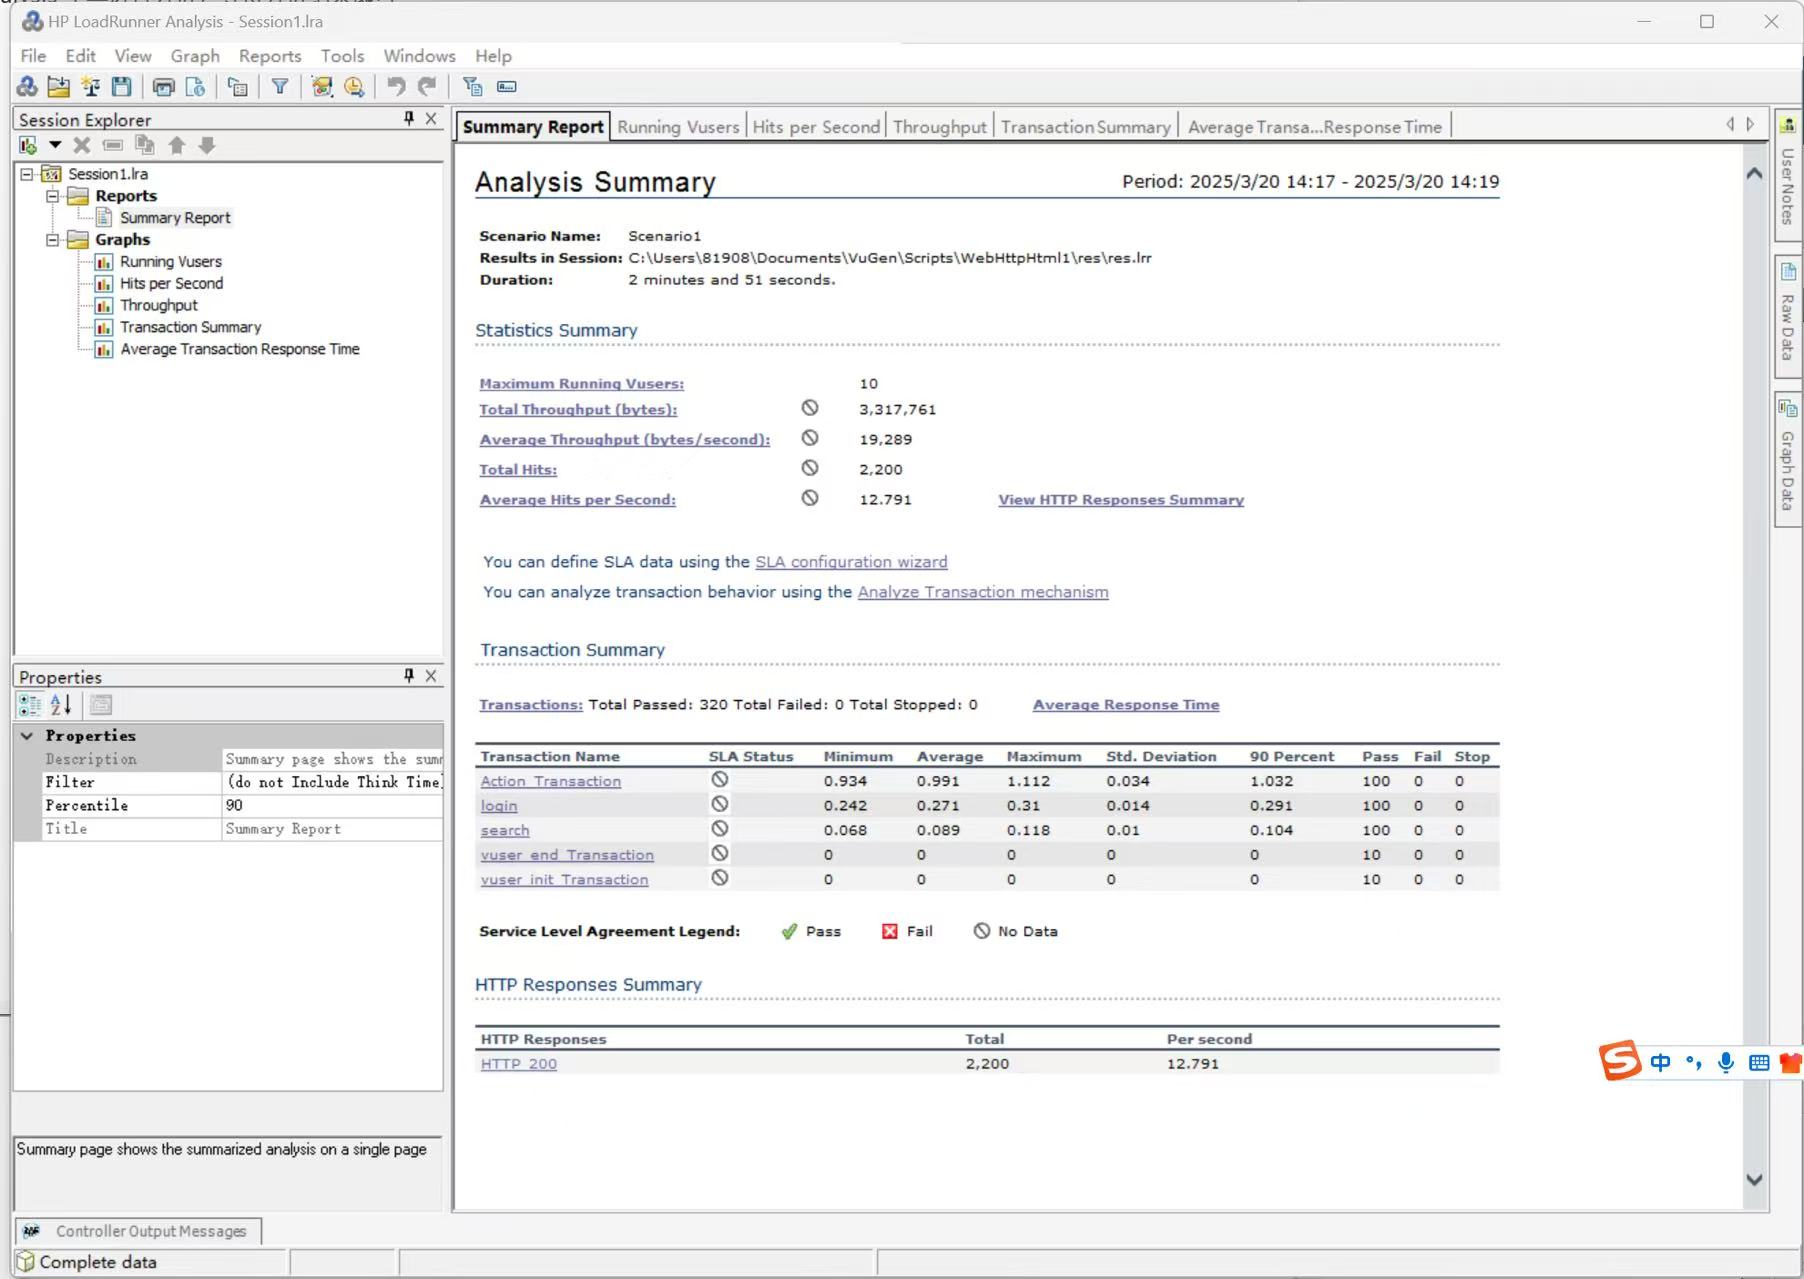 HP LoadRunner Analysis - Session1.lra
File Edit View Graph Reports Tools Windows Help
Session Explorer
Session1.lra
Reports
Summary Report
Graphs
Running Vusers
Hits per Second
Throughput
Transaction Summary
Average Transaction Response Time
Properties
Properties
Description Summary page shows the sum
Filter (do not Include Think Time
Percentile 90
Title Summary Report
Summary page shows the summarized analysis on a single page
Summary Report Running Vusers Hits per Second Throughput Transaction Summary Average Transa...Response Time
Analysis Summary Period: 2025/3/20 14:17 - 2025/3/20 14:19
Scenario Name: Scenario1
Results in Session: C:\Users\81908\Documents\VuGen\Scripts\WebHttpHtml1\res\res.lrr
Duration: 2 minutes and 51 seconds.
Statistics Summary
Maximum Running Vusers: 10
Total Throughput (bytes): 3,317,761
Average Throughput (bytes/second): 19,289
Total Hits: 2,200
Average Hits per Second: 12.791 View HTTP Responses Summary
You can define SLA data using the SLA configuration wizard
You can analyze transaction behavior using the Analyze Transaction mechanism
Transaction Summary
Transactions: Total Passed: 320 Total Failed: 0 Total Stopped: 0 Average Response Time
Transaction Name SLA Status Minimum Average Maximum Std. Deviation 90 Percent Pass Fail Stop
Action_Transaction 0.934 0.991 1.112 0.034 1.032 100 0 0
login 0.242 0.271 0.31 0.014 0.291 100 0 0
search 0.068 0.089 0.118 0.01 0.104 100 0 0
vuser_end_Transaction 0 0 0 0 0 10 0 0
vuser_init_Transaction 0 0 0 0 0 10 0 0
Service Level Agreement Legend: Pass Fail No Data
HTTP Responses Summary
HTTP Responses Total Per second
HTTP_200 2,200 12.791
User Notes
Raw Data
Graph Data
中
Controller Output Messages
Complete data